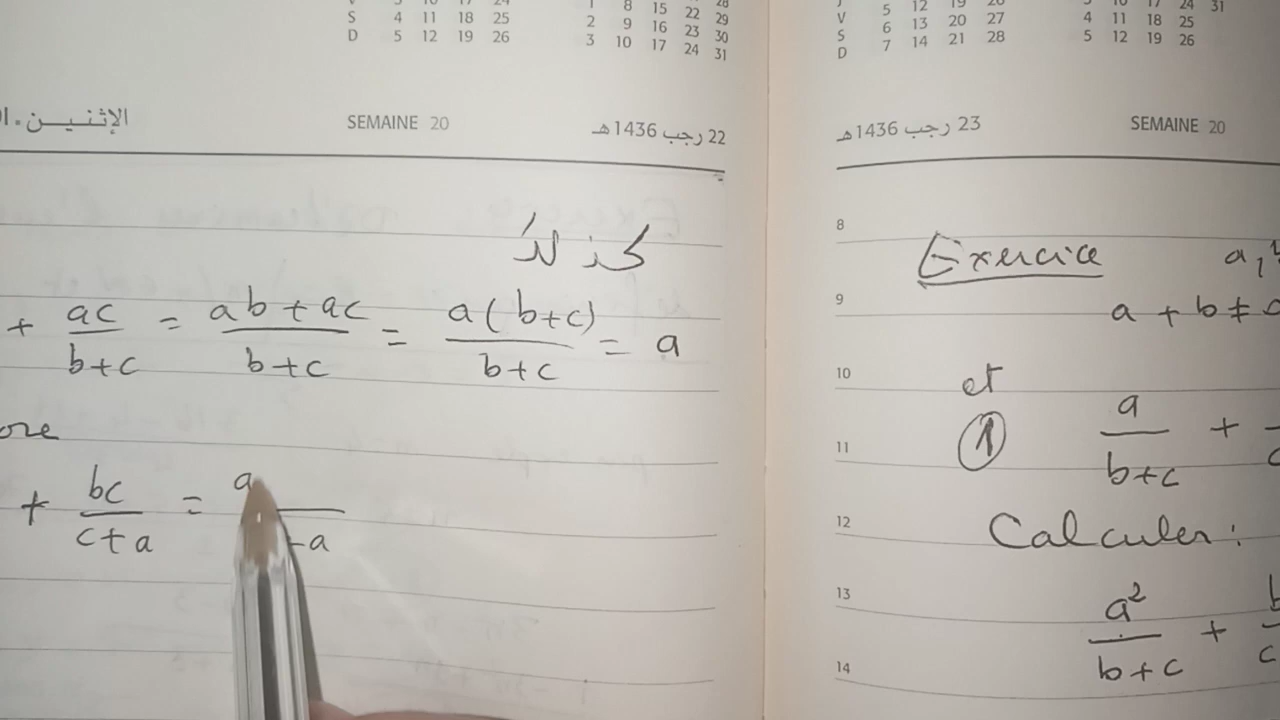 S 4 11 18 25
D 5 12 19 26
1 8 15 22 29
2 9 16 23 30
3 10 17 24 31
SEMAINE 20
22 رجب 1436هـ
كذلك
+ ac/b+c = ab + ac/b+c = a(b+c)/b+c = a
+ bc/c+a = a
5 12 19 26
V 6 13 20 27
S 7 14 21 28
D
4 11 18 25
5 12 19 26
23 رجب 1436هـ
SEMAINE 20
8
Exercice
9
a + b ≠
10
et
11
① a/b+c +
12
Calculer :
13
a²/b+c +
14